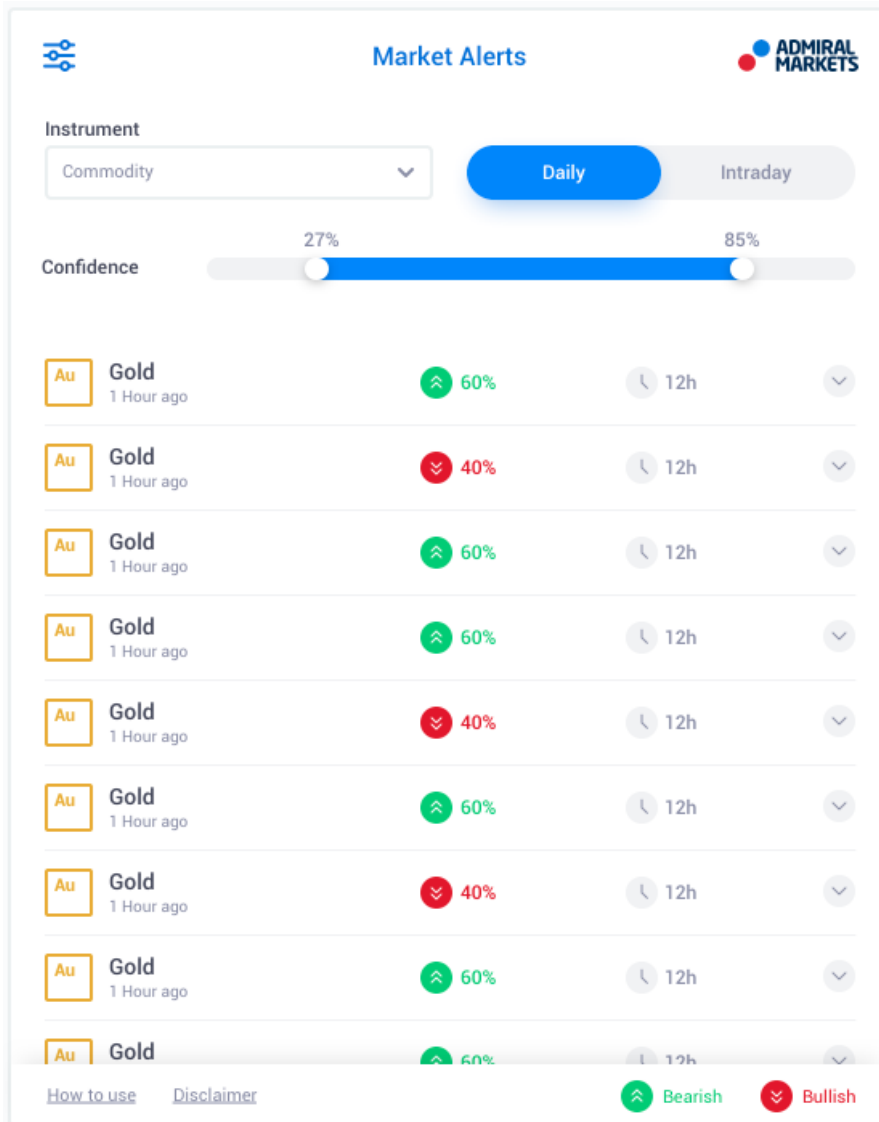 Market Alerts
ADMIRAL
MARKETS
Instrument
Commodity
Daily
Intraday
27%
85%
Confidence
Au
Gold
1 Hour ago
60%
12h
Au
Gold
1 Hour ago
40%
12h
Au
Gold
1 Hour ago
60%
12h
Au
Gold
1 Hour ago
60%
12h
Au
Gold
1 Hour ago
40%
12h
Au
Gold
1 Hour ago
60%
12h
Au
Gold
1 Hour ago
40%
12h
Au
Gold
1 Hour ago
60%
12h
Au
Gold
60%
12h
How to use
Disclaimer
Bearish
Bullish